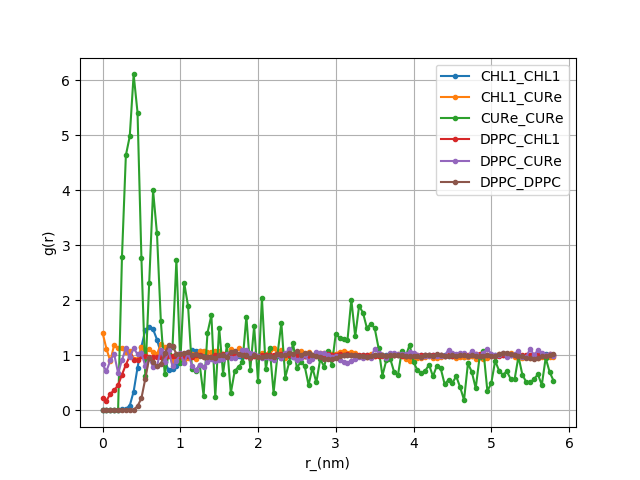 6
5
4
3
2
1
0
g(r)
0 1 2 3 4 5 6
r_(nm)
CHL1_CHL1
CHL1_CURe
CURe_CURe
DPPC_CHL1
DPPC_CURe
DPPC_DPPC